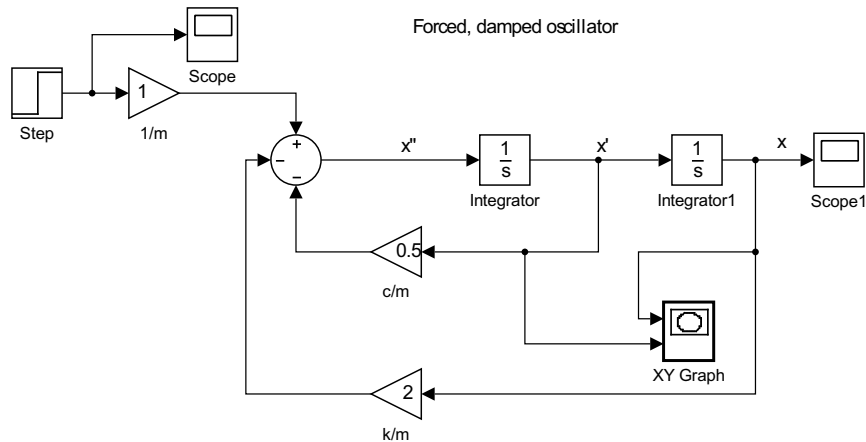 Forced, damped oscillator
Scope
Step
1
1/m
+
−
−
x"
1
s
Integrator
x'
1
s
Integrator1
x
Scope1
0.5
c/m
XY Graph
2
k/m